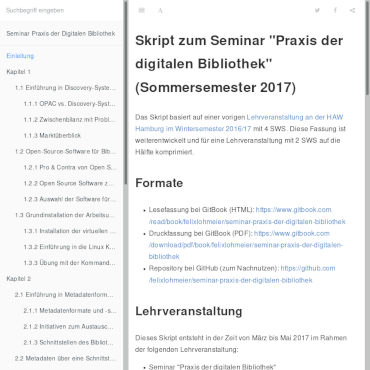 Suchbegriff eingeben
Seminar Praxis der Digitalen Bibliothek
Einleitung
Kapitel 1
1.1 Einführung in Discovery-Syste...
1.1.1 OPAC vs. Discovery-Syst...
1.1.2 Zwischenbilanz mit Probl...
1.1.3 Marktüberblick
1.2 Open-Source-Software für Bib...
1.2.1 Pro & Contra von Open S...
1.2.2 Open Source Software z...
1.2.3 Auswahl der Software für...
1.3 Grundinstallation der Arbeitsu...
1.3.1 Installation der virtuellen ...
1.3.2 Einführung in die Linux K...
1.3.3 Übung mit der Kommand...
Kapitel 2
2.1 Einführung in Metadatenform...
2.1.1 Metadatenformate und -s...
2.1.2 Initiativen zum Austausc...
2.1.3 Schnittstellen des Bibliot...
2.2 Metadaten über eine Schnittst...
Skript zum Seminar "Praxis der
digitalen Bibliothek"
(Sommersemester 2017)
Das Skript basiert auf einer vorigen Lehrveranstaltung an der HAW
Hamburg im Wintersemester 2016/17 mit 4 SWS. Diese Fassung ist
weiterentwickelt und für eine Lehrveranstaltung mit 2 SWS auf die
Hälfte komprimiert.
Formate
• Lesefassung bei GitBook (HTML): https://www.gitbook.com
/read/book/felixlohmeier/seminar-praxis-der-digitalen-bibliothek
• Druckfassung bei GitBook (PDF): https://www.gitbook.com
/download/pdf/book/felixlohmeier/seminar-praxis-der-digitalen-
bibliothek
• Repository bei GitHub (zum Nachnutzen): https://github.com
/felixlohmeier/seminar-praxis-der-digitalen-bibliothek
Lehrveranstaltung
Dieses Skript entsteht in der Zeit von März bis Mai 2017 im Rahmen
der folgenden Lehrveranstaltung:
• Seminar "Praxis der digitalen Bibliothek"